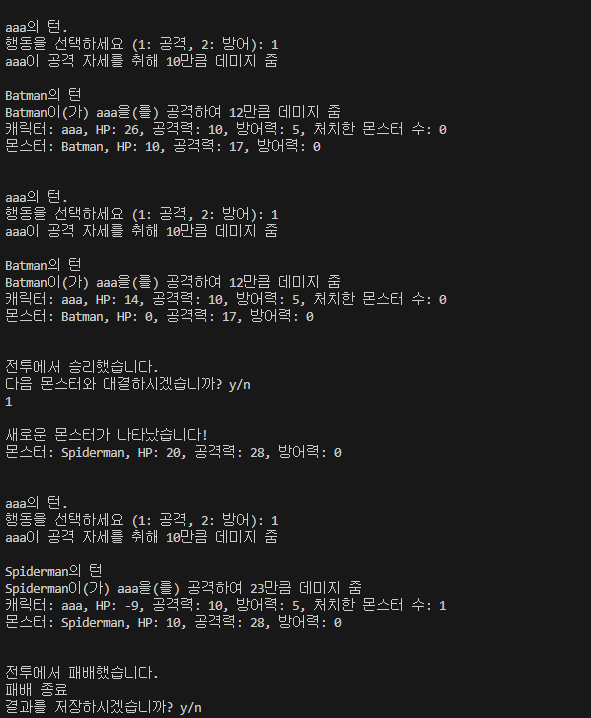 aaa의 턴.
행동을 선택하세요 (1: 공격, 2: 방어): 1
aaa이 공격 자세를 취해 10만큼 데미지 줌
Batman의 턴
Batman이(가) aaa을(를) 공격하여 12만큼 데미지 줌
캐릭터: aaa, HP: 26, 공격력: 10, 방어력: 5, 처치한 몬스터 수: 0
몬스터: Batman, HP: 10, 공격력: 17, 방어력: 0
aaa의 턴.
행동을 선택하세요 (1: 공격, 2: 방어): 1
aaa이 공격 자세를 취해 10만큼 데미지 줌
Batman의 턴
Batman이(가) aaa을(를) 공격하여 12만큼 데미지 줌
캐릭터: aaa, HP: 14, 공격력: 10, 방어력: 5, 처치한 몬스터 수: 0
몬스터: Batman, HP: 0, 공격력: 17, 방어력: 0
전투에서 승리했습니다.
다음 몬스터와 대결하시겠습니까? y/n
1
새로운 몬스터가 나타났습니다!
몬스터: Spiderman, HP: 20, 공격력: 28, 방어력: 0
aaa의 턴.
행동을 선택하세요 (1: 공격, 2: 방어): 1
aaa이 공격 자세를 취해 10만큼 데미지 줌
Spiderman의 턴
Spiderman이(가) aaa을(를) 공격하여 23만큼 데미지 줌
캐릭터: aaa, HP: -9, 공격력: 10, 방어력: 5, 처치한 몬스터 수: 1
몬스터: Spiderman, HP: 10, 공격력: 28, 방어력: 0
전투에서 패배했습니다.
패배 종료
결과를 저장하시겠습니까? y/n